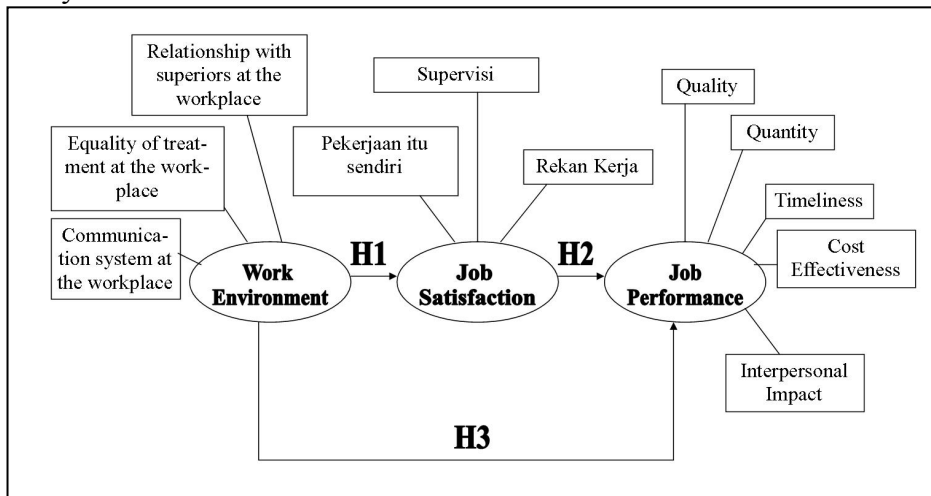 Relationship with
superiors at the
workplace
Equality of treat-
ment at the work-
place
Communica-
tion system at
the workplace
Work
Environment
H1
Supervisi
Pekerjaan itu
sendiri
Rekan Kerja
Job
Satisfaction
H2
Quality
Quantity
Timeliness
Cost
Effectiveness
Job
Performance
Interpersonal
Impact
H3